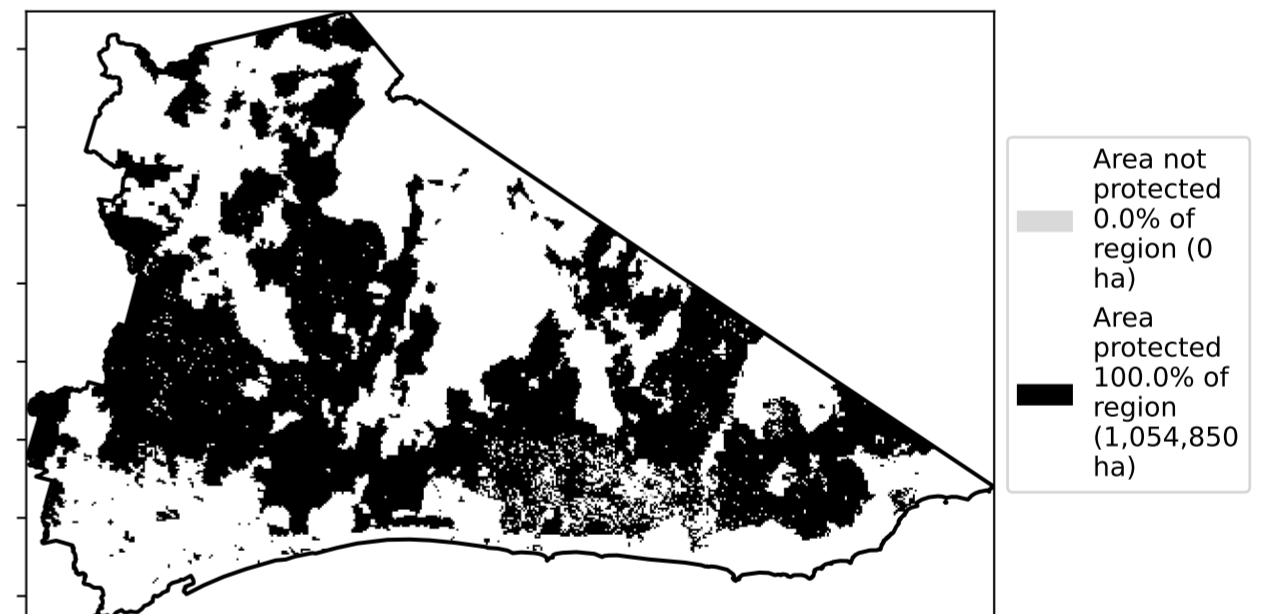 Area not
protected
0.0% of
region (0
ha)
Area
protected
100.0% of
region
(1,054,850
ha)